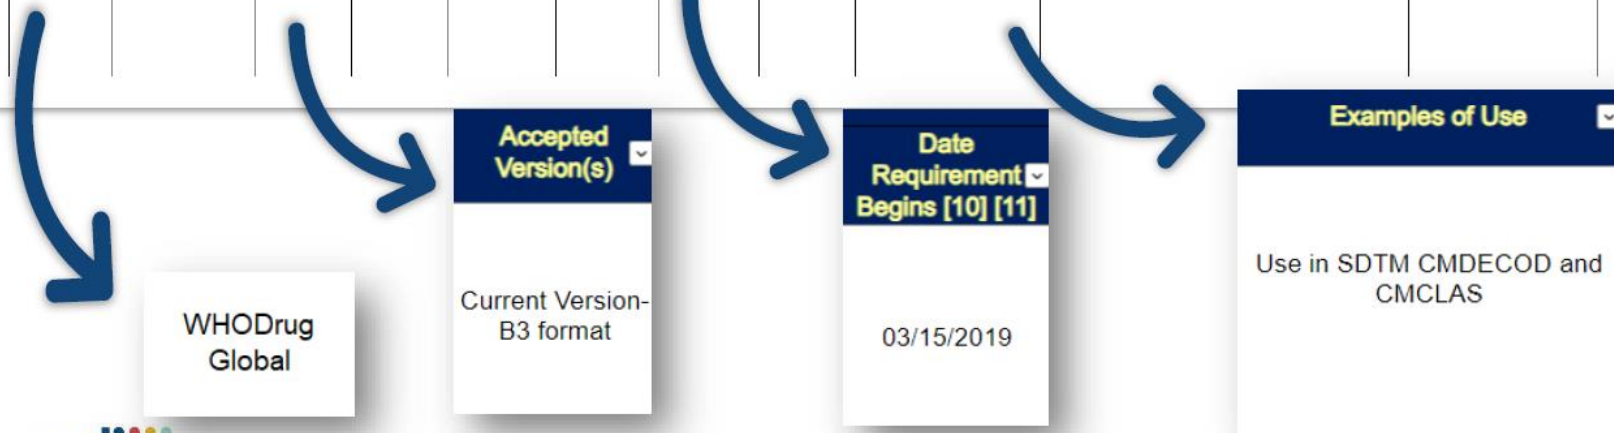 WHODrug
Global
Accepted
Version(s)
Current Version-
B3 format
Date
Requirement
Begins [10] [11]
03/15/2019
Examples of Use
Use in SDTM CMDECOD and
CMCLAS